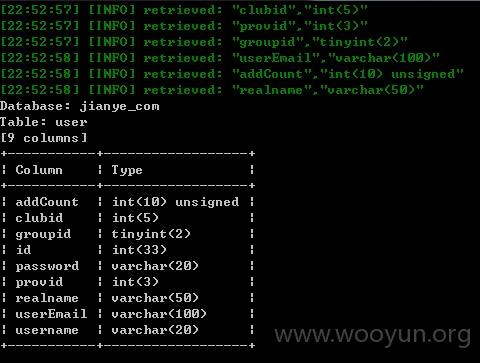 [22:52:57] [INFO] retrieved: "clubid","int(5)"
[22:52:57] [INFO] retrieved: "provid","int(3)"
[22:52:57] [INFO] retrieved: "groupid","tinyint(2)"
[22:52:58] [INFO] retrieved: "userEmail","varchar(100)"
[22:52:58] [INFO] retrieved: "addCount","int(10) unsigned"
[22:52:58] [INFO] retrieved: "realname","varchar(50)"
Database: jianye_com
Table: user
[9 columns]
+-----------+------------------+
| Column | Type |
+-----------+------------------+
| addCount | int(10) unsigned |
| clubid | int(5) |
| groupid | tinyint(2) |
| id | int(33) |
| password | varchar(20) |
| provid | int(3) |
| realname | varchar(50) |
| userEmail | varchar(100) |
| username | varchar(20) |
+-----------+------------------+
www.wooyun.org